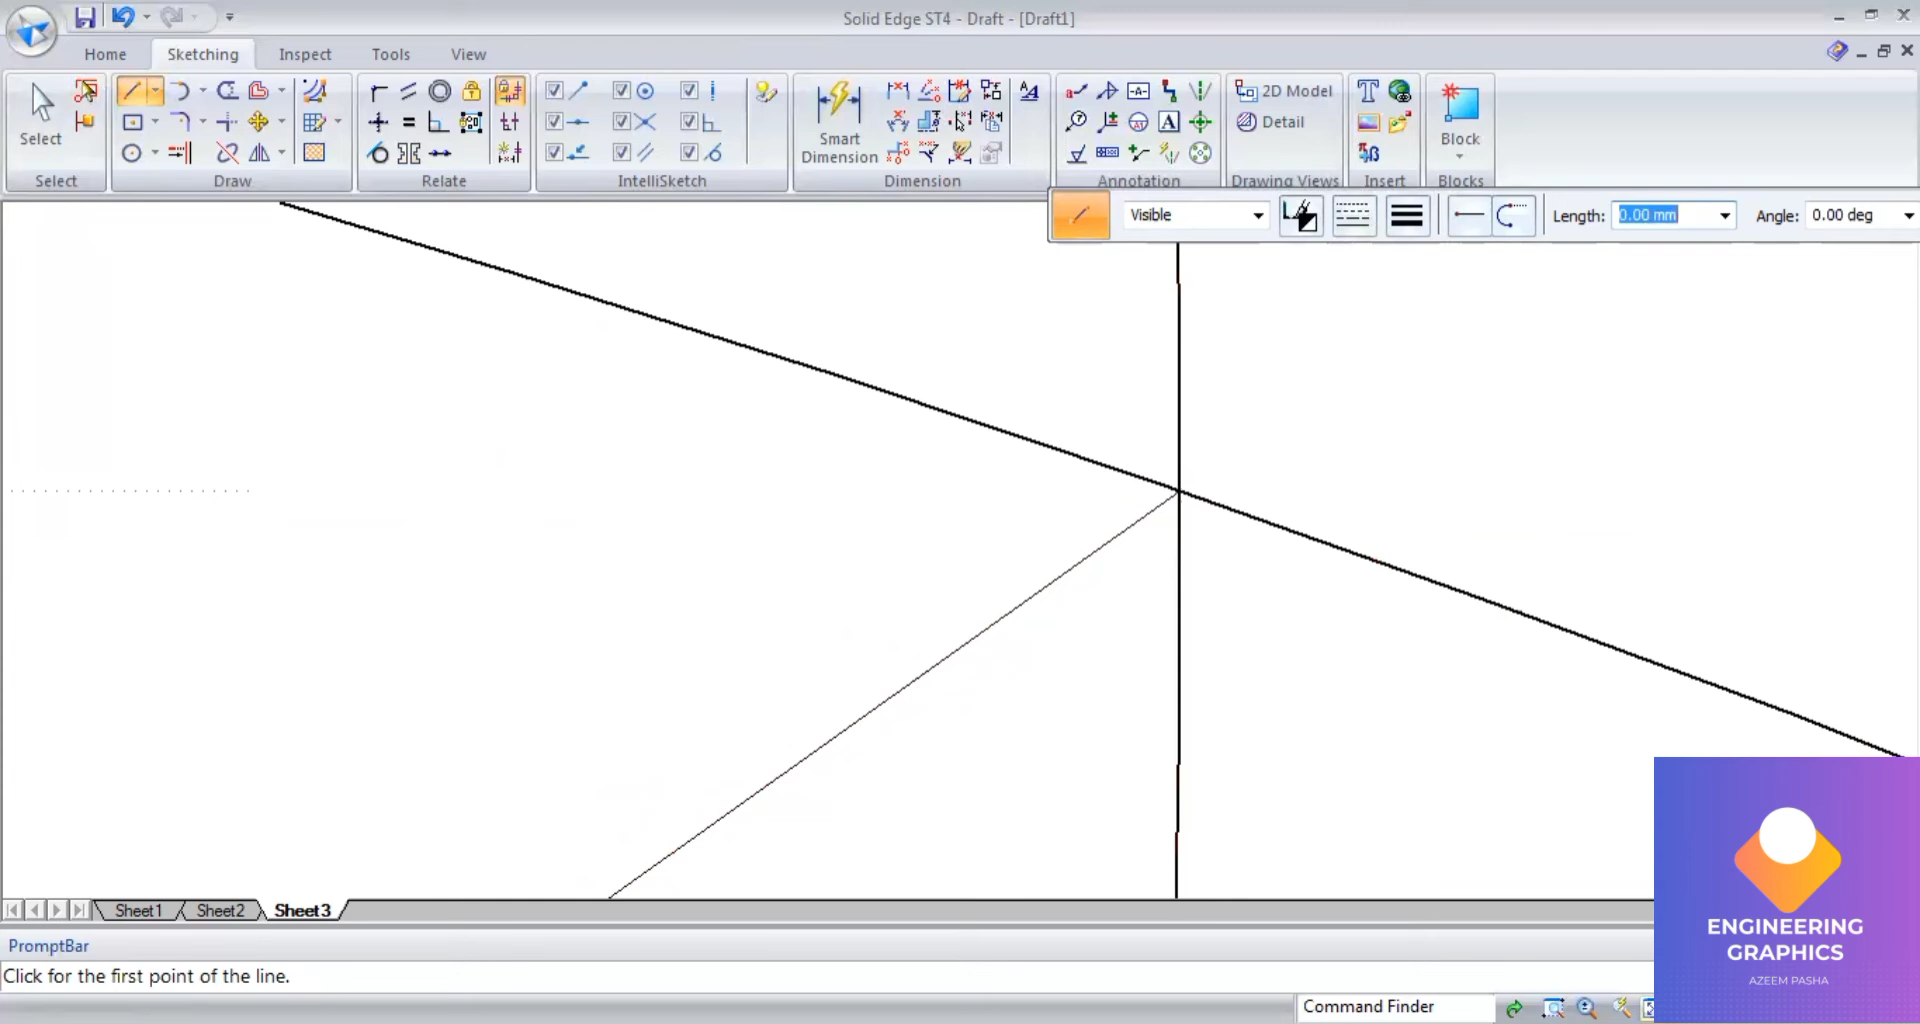 Solid Edge ST4 - Draft - [Draft1]
Home Sketching Inspect Tools View
2D Model
Detail
Select
Smart
Dimension
Block
Select Draw Relate IntelliSketch Dimension Annotation Drawing Views Insert Blocks
Visible Length: 0.00 mm Angle: 0.00 deg
Sheet1 Sheet2 Sheet3
PromptBar
Click for the first point of the line.
Command Finder
ENGINEERING
GRAPHICS
AZEEM PASHA